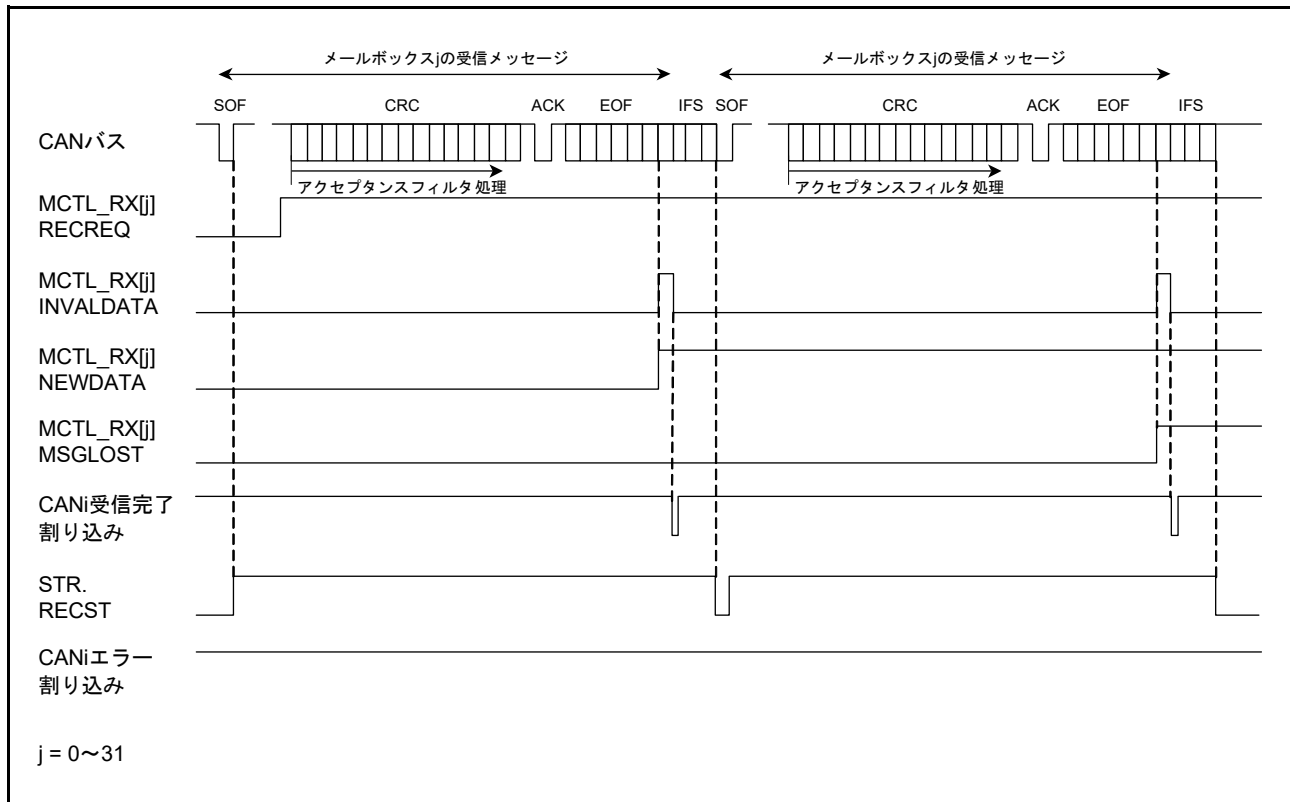 メールボックスjの受信メッセージ メールボックスjの受信メッセージ
SOF CRC ACK EOF IFS SOF CRC ACK EOF IFS
CANバス
アクセプタンスフィルタ処理 アクセプタンスフィルタ処理
MCTL_RX[j]
RECREQ
MCTL_RX[j]
INVALDATA
MCTL_RX[j]
NEWDATA
MCTL_RX[j]
MSGLOST
CANi受信完了
割り込み
STR.
RECST
CANiエラー
割り込み
j = 0～31